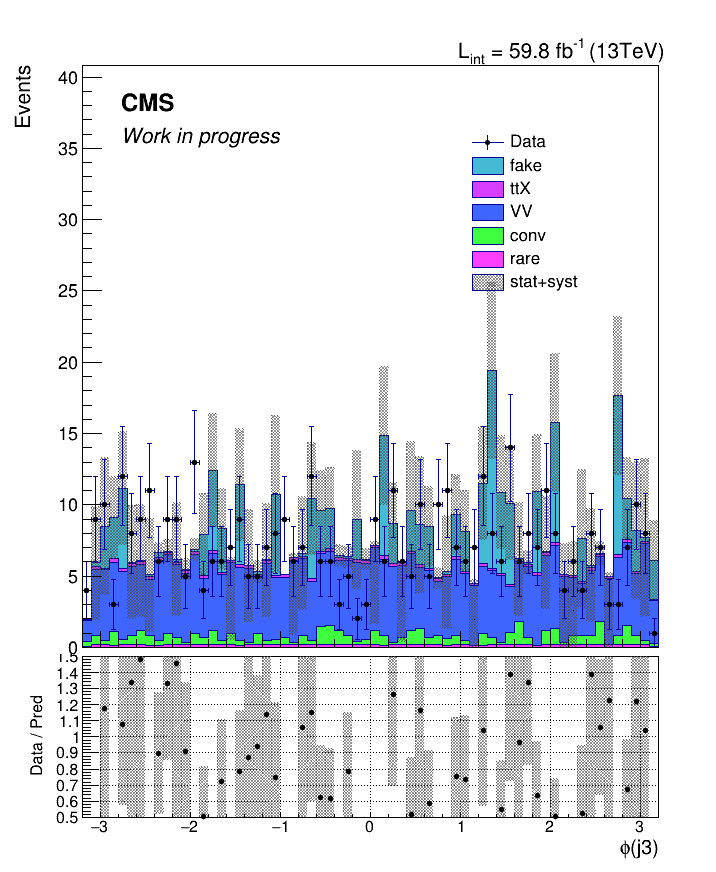 L_int = 59.8 fb^-1 (13TeV)
Events
CMS
Work in progress
Data
fake
ttX
VV
conv
rare
stat+syst
40
35
30
25
20
15
10
5
0
Data / Pred
1.5
1.4
1.3
1.2
1.1
1
0.9
0.8
0.7
0.6
0.5
−3 −2 −1 0 1 2 3
ϕ(j3)